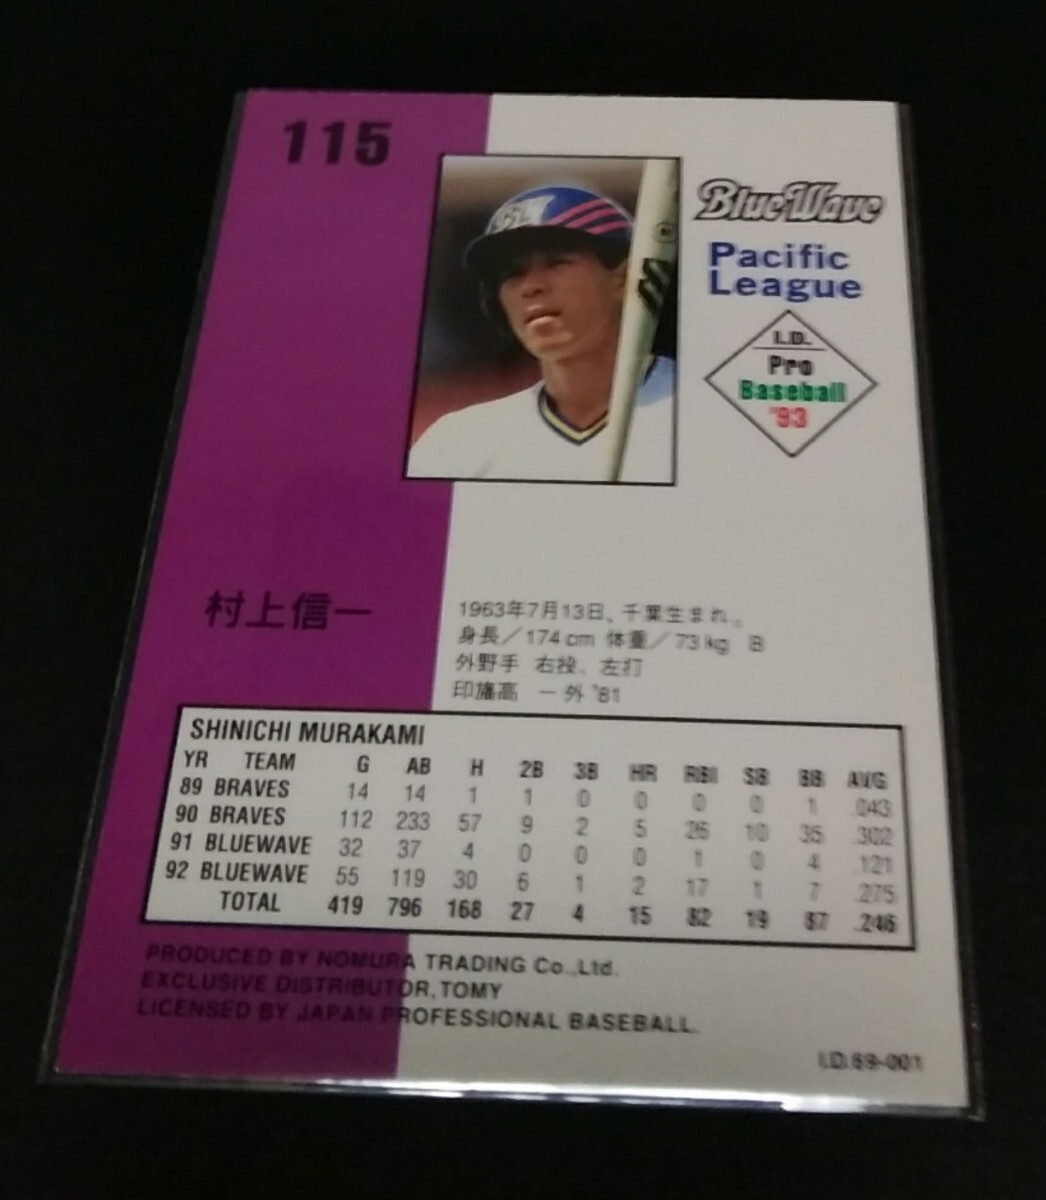 115
BlueWave
Pacific
League
I.D.
Pro
Baseball
'93
村上信一
1963年7月13日、千葉生まれ。
身長/174cm 体重/73kg B
外野手 右投、左打
印旛高 ー外 '81
SHINICHI MURAKAMI
YR TEAM G AB H 2B 3B HR RBI SB BB AVG
89 BRAVES 14 14 1 1 0 0 0 0 1 .043
90 BRAVES 112 233 57 9 2 5 26 10 35 .302
91 BLUEWAVE 32 37 4 0 0 0 1 0 4 .121
92 BLUEWAVE 55 119 30 6 1 2 17 1 7 .275
TOTAL 419 796 168 27 4 15 82 19 87 .246
PRODUCED BY NOMURA TRADING Co.,Ltd.
EXCLUSIVE DISTRIBUTOR, TOMY
LICENSED BY JAPAN PROFESSIONAL BASEBALL.
I.D.69-001